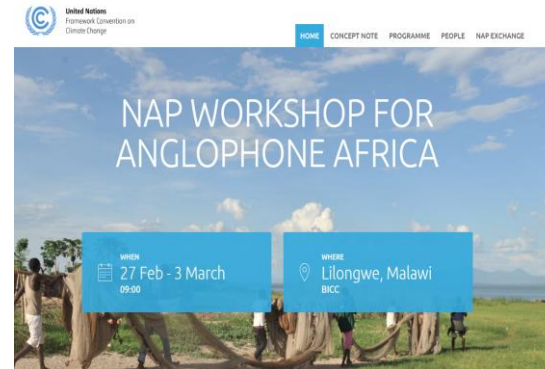 United Nations
Framework Convention on
Climate Change
HOME CONCEPT NOTE PROGRAMME PEOPLE NAP EXCHANGE
NAP WORKSHOP FOR
ANGLOPHONE AFRICA
WHEN
27 Feb - 3 March
09:00
WHERE
Lilongwe, Malawi
BICC